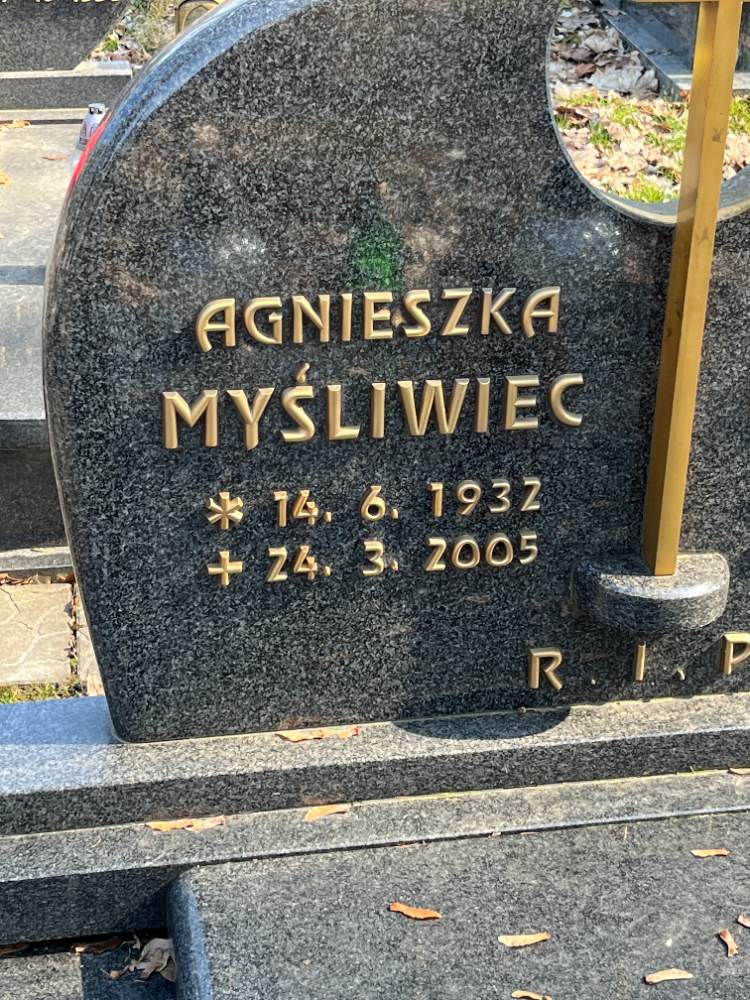 AGNIESZKA
MYŚLIWIEC
* 14. 6. 1932
+ 24. 3. 2005
R. I. P